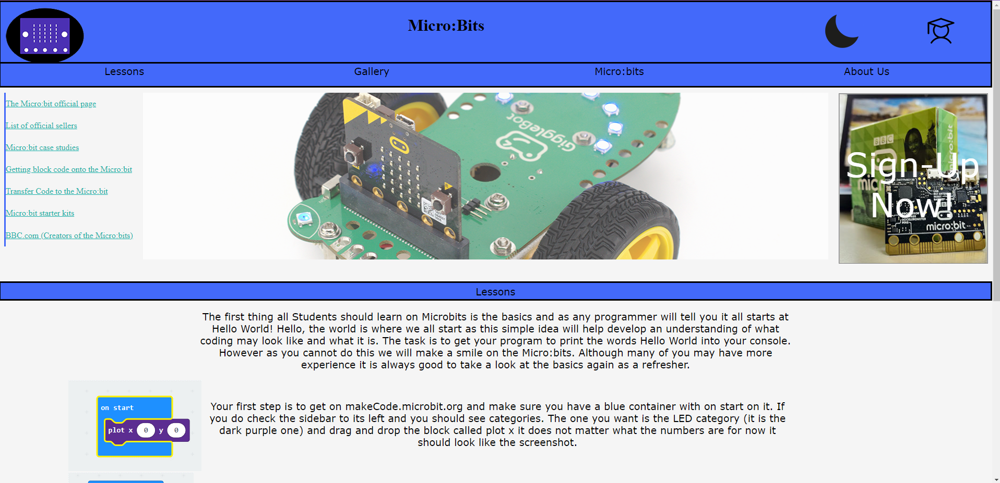 Micro:Bits
Lessons
Gallery
Micro:bits
About Us
The Micro:bit official page
List of official sellers
Micro:bit case studies
Getting block code onto the Micro:bit
Transfer Code to the Micro:bit
Micro:bit starter kits
BBC.com (Creators of the Micro:bits)
GiggleBot
BBC
micro:bit
Sign-Up
Now!
ACCELEROMETER
PINS
micro:bit
Lessons
The first thing all Students should learn on Microbits is the basics and as any programmer will tell you it all starts at
Hello World! Hello, the world is where we all start as this simple idea will help develop an understanding of what
coding may look like and what it is. The task is to get your program to print the words Hello World into your console.
However as you cannot do this we will make a smile on the Micro:bits. Although many of you may have more
experience it is always good to take a look at the basics again as a refresher.
on start
plot x 0 y 0
Your first step is to get on makeCode.microbit.org and make sure you have a blue container with on start on it. If
you do check the sidebar to its left and you should see categories. The one you want is the LED category (it is the
dark purple one) and drag and drop the block called plot x it does not matter what the numbers are for now it
should look like the screenshot.